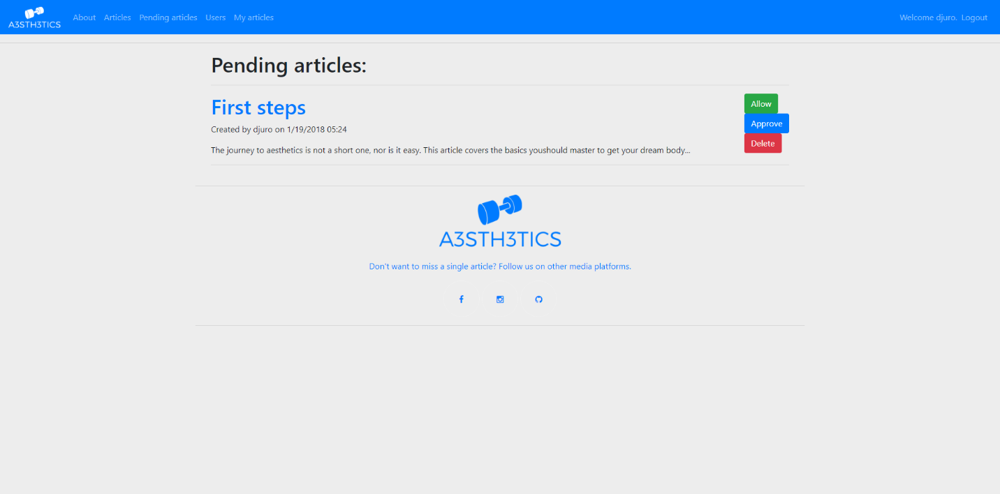 A3STH3TICS About Articles Pending articles Users My articles Welcome djuro. Logout
Pending articles:
First steps
Allow
Approve
Delete
Created by djuro on 1/19/2018 05:24
The journey to aesthetics is not a short one, nor is it easy. This article covers the basics youshould master to get your dream body...
A3STH3TICS
Don't want to miss a single article? Follow us on other media platforms.